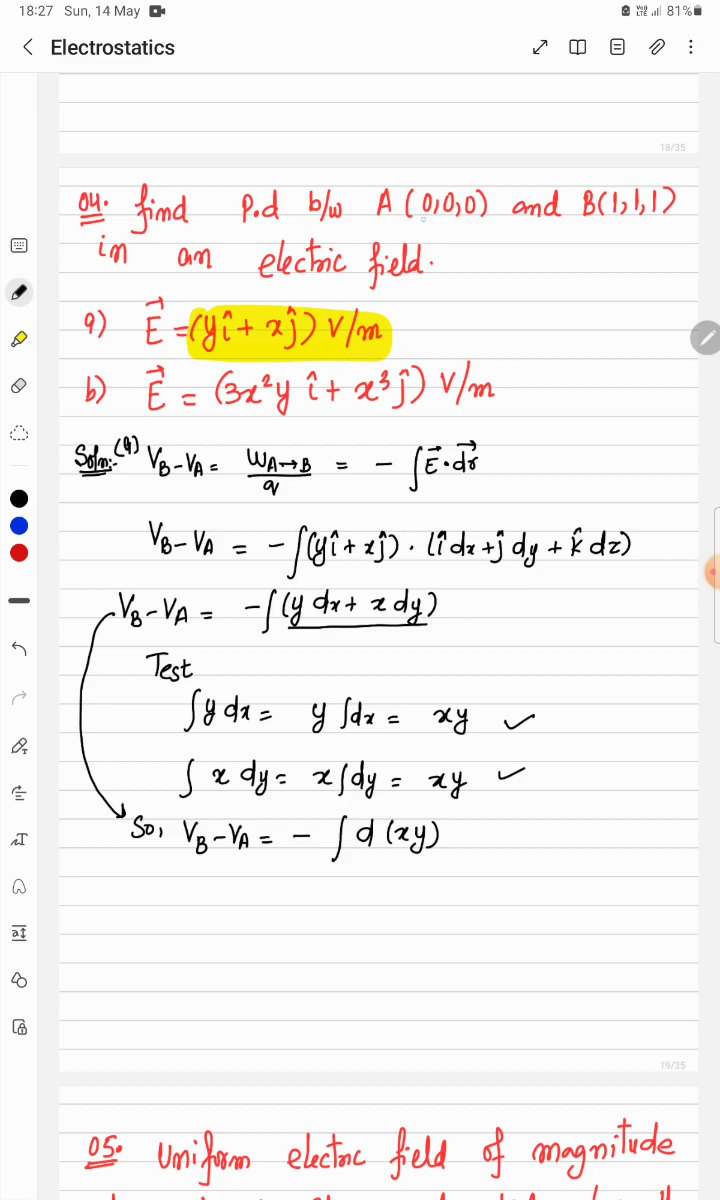 18:27 Sun, 14 May 81%
Electrostatics
18/35
04. find P.d b/w A (0,0,0) and B(1,1,1)
in an electric field.
a) E⃗ = (yî + xĵ) V/m
b) E⃗ = (3x²y î + x³ĵ) V/m
Soln:- (a) V_B - V_A = W_A→B / q = - ∫E⃗·dr⃗
V_B - V_A = - ∫(yî + xĵ) · (î dx + ĵ dy + k̂ dz)
V_B - V_A = - ∫(y dx + x dy)
Test
∫y dx = y ∫dx = xy ✓
∫ x dy = x∫dy = xy ✓
So, V_B - V_A = - ∫ d (xy)
19/35
05. Uniform electric field of magnitude